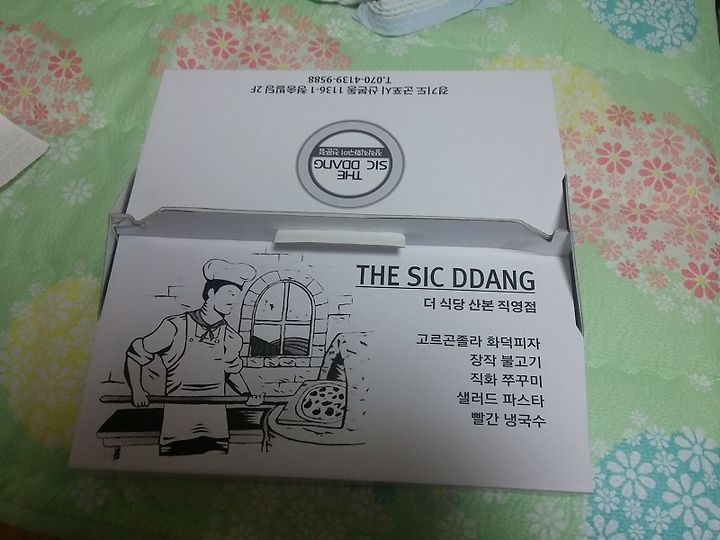 경기도 군포시 산본동 1136-1 청송빌딩 2F
T.070-4139-9588
THE
SIC DDANG
THE SIC DDANG
더 식당 산본 직영점
고르곤졸라 화덕피자
장작 불고기
직화 쭈꾸미
샐러드 파스타
빨간 냉국수